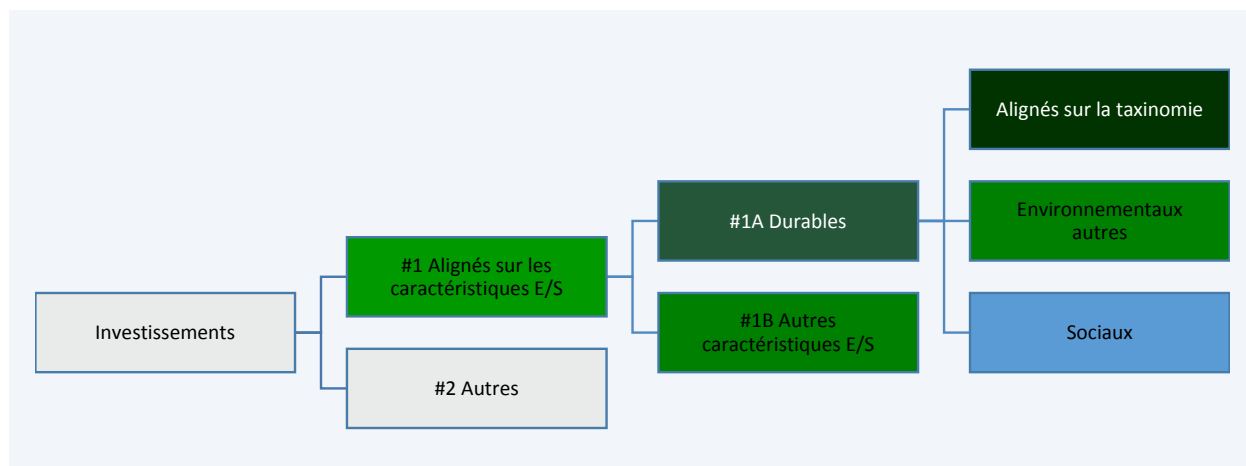 Investissements
#1 Alignés sur les
caractéristiques E/S
#2 Autres
#1A Durables
#1B Autres
caractéristiques E/S
Alignés sur la taxinomie
Environnementaux
autres
Sociaux